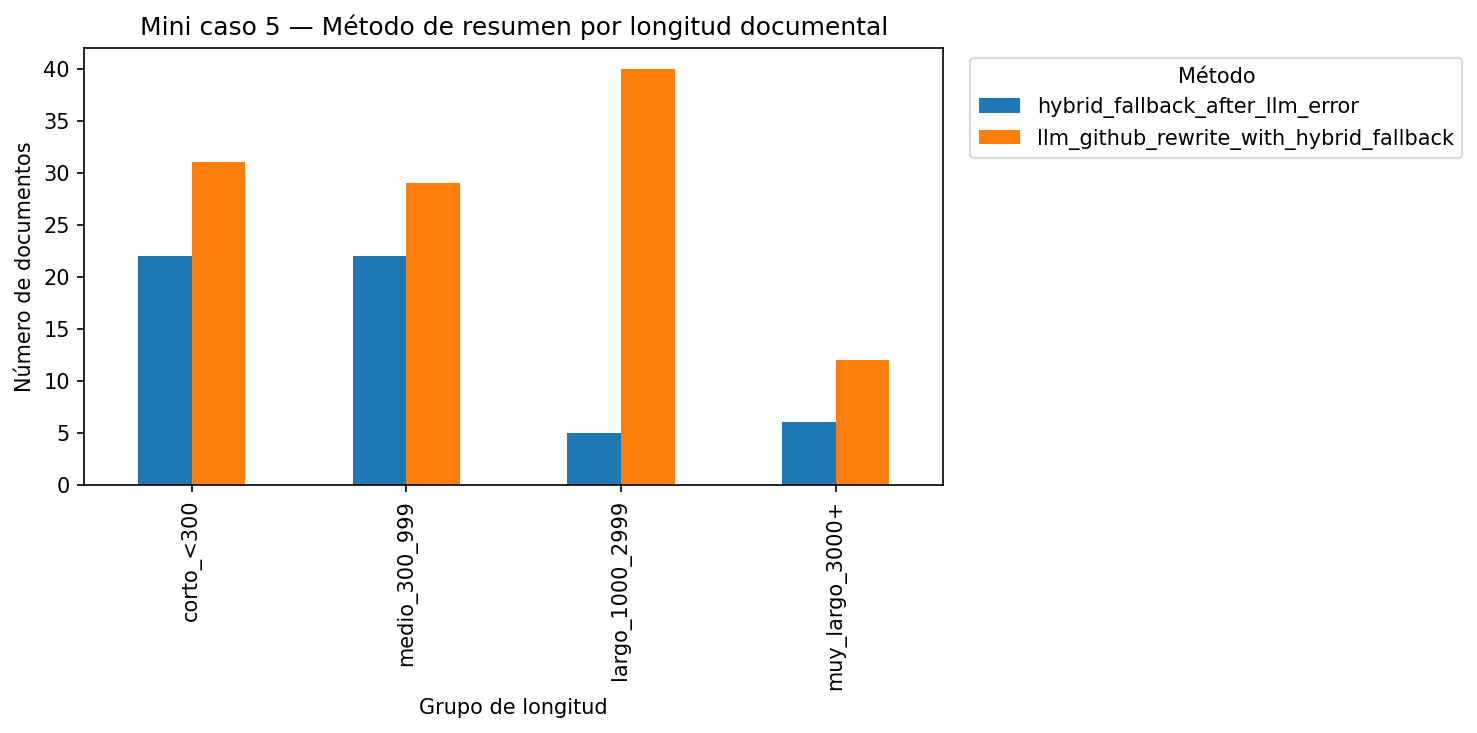 Mini caso 5 — Método de resumen por longitud documental
Método
hybrid_fallback_after_llm_error
llm_github_rewrite_with_hybrid_fallback
Número de documentos
40
35
30
25
20
15
10
5
0
corto_<300
medio_300_999
largo_1000_2999
muy_largo_3000+
Grupo de longitud